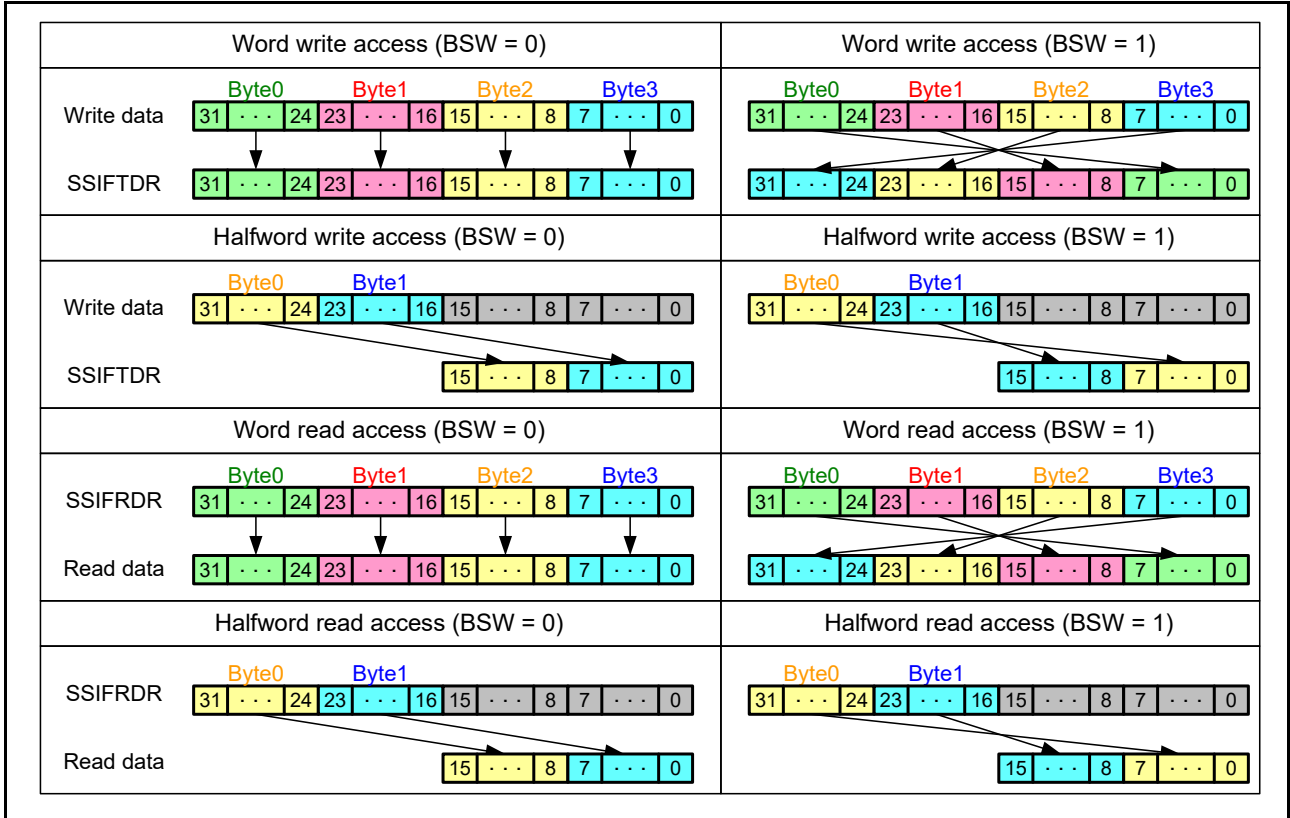 Word write access (BSW = 0) Word write access (BSW = 1)
Byte0 Byte1 Byte2 Byte3 Byte0 Byte1 Byte2 Byte3
Write data 31 · · · 24 23 · · · 16 15 · · · 8 7 · · · 0 31 · · · 24 23 · · · 16 15 · · · 8 7 · · · 0
SSIFTDR 31 · · · 24 23 · · · 16 15 · · · 8 7 · · · 0 31 · · · 24 23 · · · 16 15 · · · 8 7 · · · 0
Halfword write access (BSW = 0) Halfword write access (BSW = 1)
Byte0 Byte1 Byte0 Byte1
Write data 31 · · · 24 23 · · · 16 15 · · · 8 7 · · · 0 31 · · · 24 23 · · · 16 15 · · · 8 7 · · · 0
SSIFTDR 15 · · · 8 7 · · · 0 15 · · · 8 7 · · · 0
Word read access (BSW = 0) Word read access (BSW = 1)
Byte0 Byte1 Byte2 Byte3 Byte0 Byte1 Byte2 Byte3
SSIFRDR 31 · · · 24 23 · · · 16 15 · · · 8 7 · · · 0 31 · · · 24 23 · · · 16 15 · · · 8 7 · · · 0
Read data 31 · · · 24 23 · · · 16 15 · · · 8 7 · · · 0 31 · · · 24 23 · · · 16 15 · · · 8 7 · · · 0
Halfword read access (BSW = 0) Halfword read access (BSW = 1)
Byte0 Byte1 Byte0 Byte1
SSIFRDR 31 · · · 24 23 · · · 16 15 · · · 8 7 · · · 0 31 · · · 24 23 · · · 16 15 · · · 8 7 · · · 0
Read data 15 · · · 8 7 · · · 0 15 · · · 8 7 · · · 0